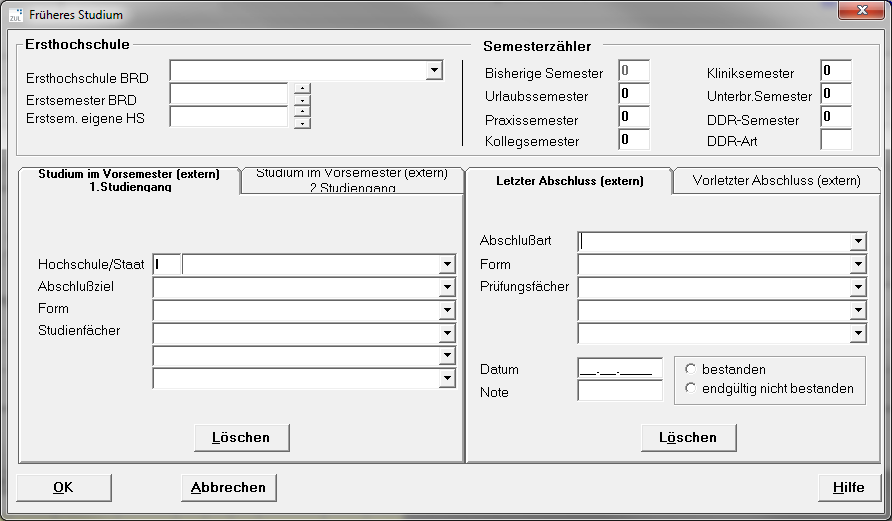 ZUL Früheres Studium
Ersthochschule
Ersthochschule BRD
Erstsemester BRD
Erstsem. eigene HS
Semesterzähler
Bisherige Semester 0
Urlaubssemester 0
Praxissemester 0
Kollegsemester 0
Kliniksemester 0
Unterbr.Semester 0
DDR-Semester 0
DDR-Art
Studium im Vorsemester (extern)
1.Studiengang
Studium im Vorsemester (extern)
2.Studiengang
Hochschule/Staat
Abschlußziel
Form
Studienfächer
Löschen
Letzter Abschluss (extern)
Vorletzter Abschluss (extern)
Abschlußart
Form
Prüfungsfächer
Datum __.__.____
Note
bestanden
endgültig nicht bestanden
Löschen
OK
Abbrechen
Hilfe